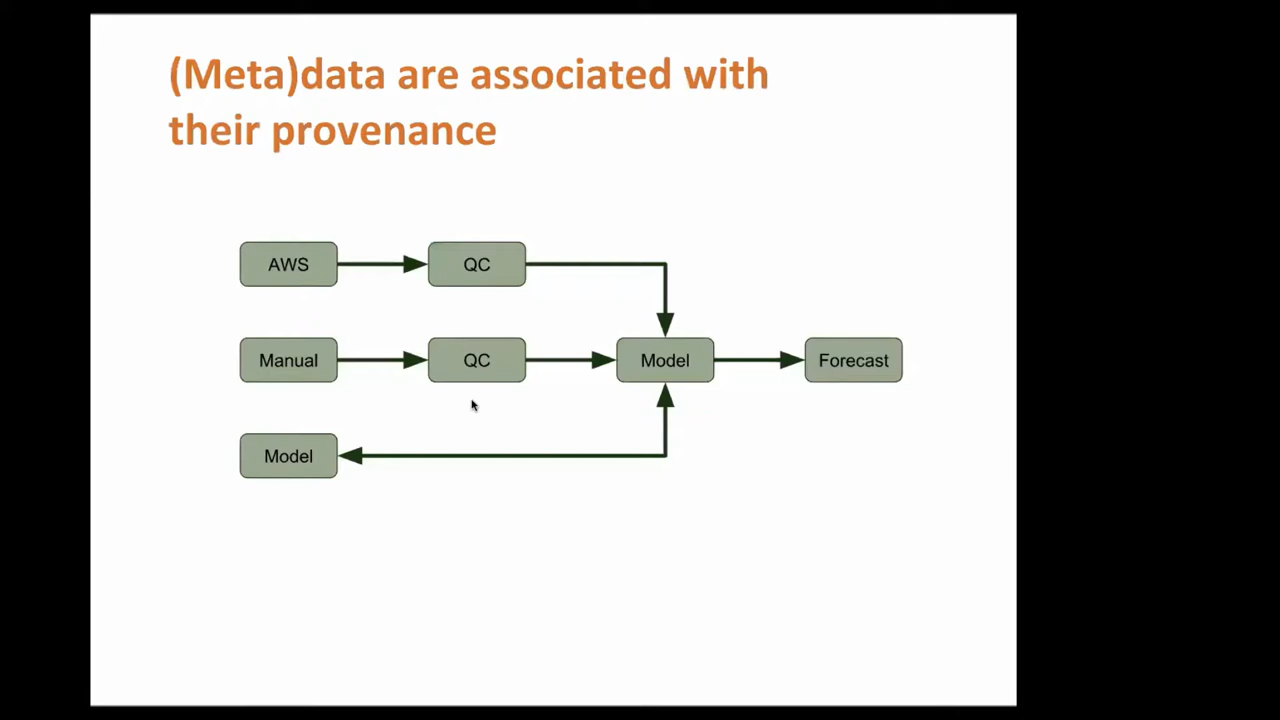 (Meta)data are associated with
their provenance
AWS
QC
Manual
QC
Model
Forecast
Model